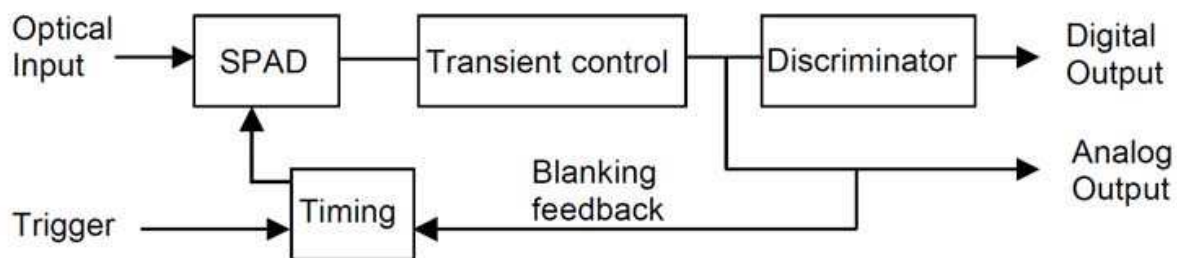 Optical
Input
SPAD
Transient control
Discriminator
Digital
Output
Analog
Output
Blanking
feedback
Trigger
Timing